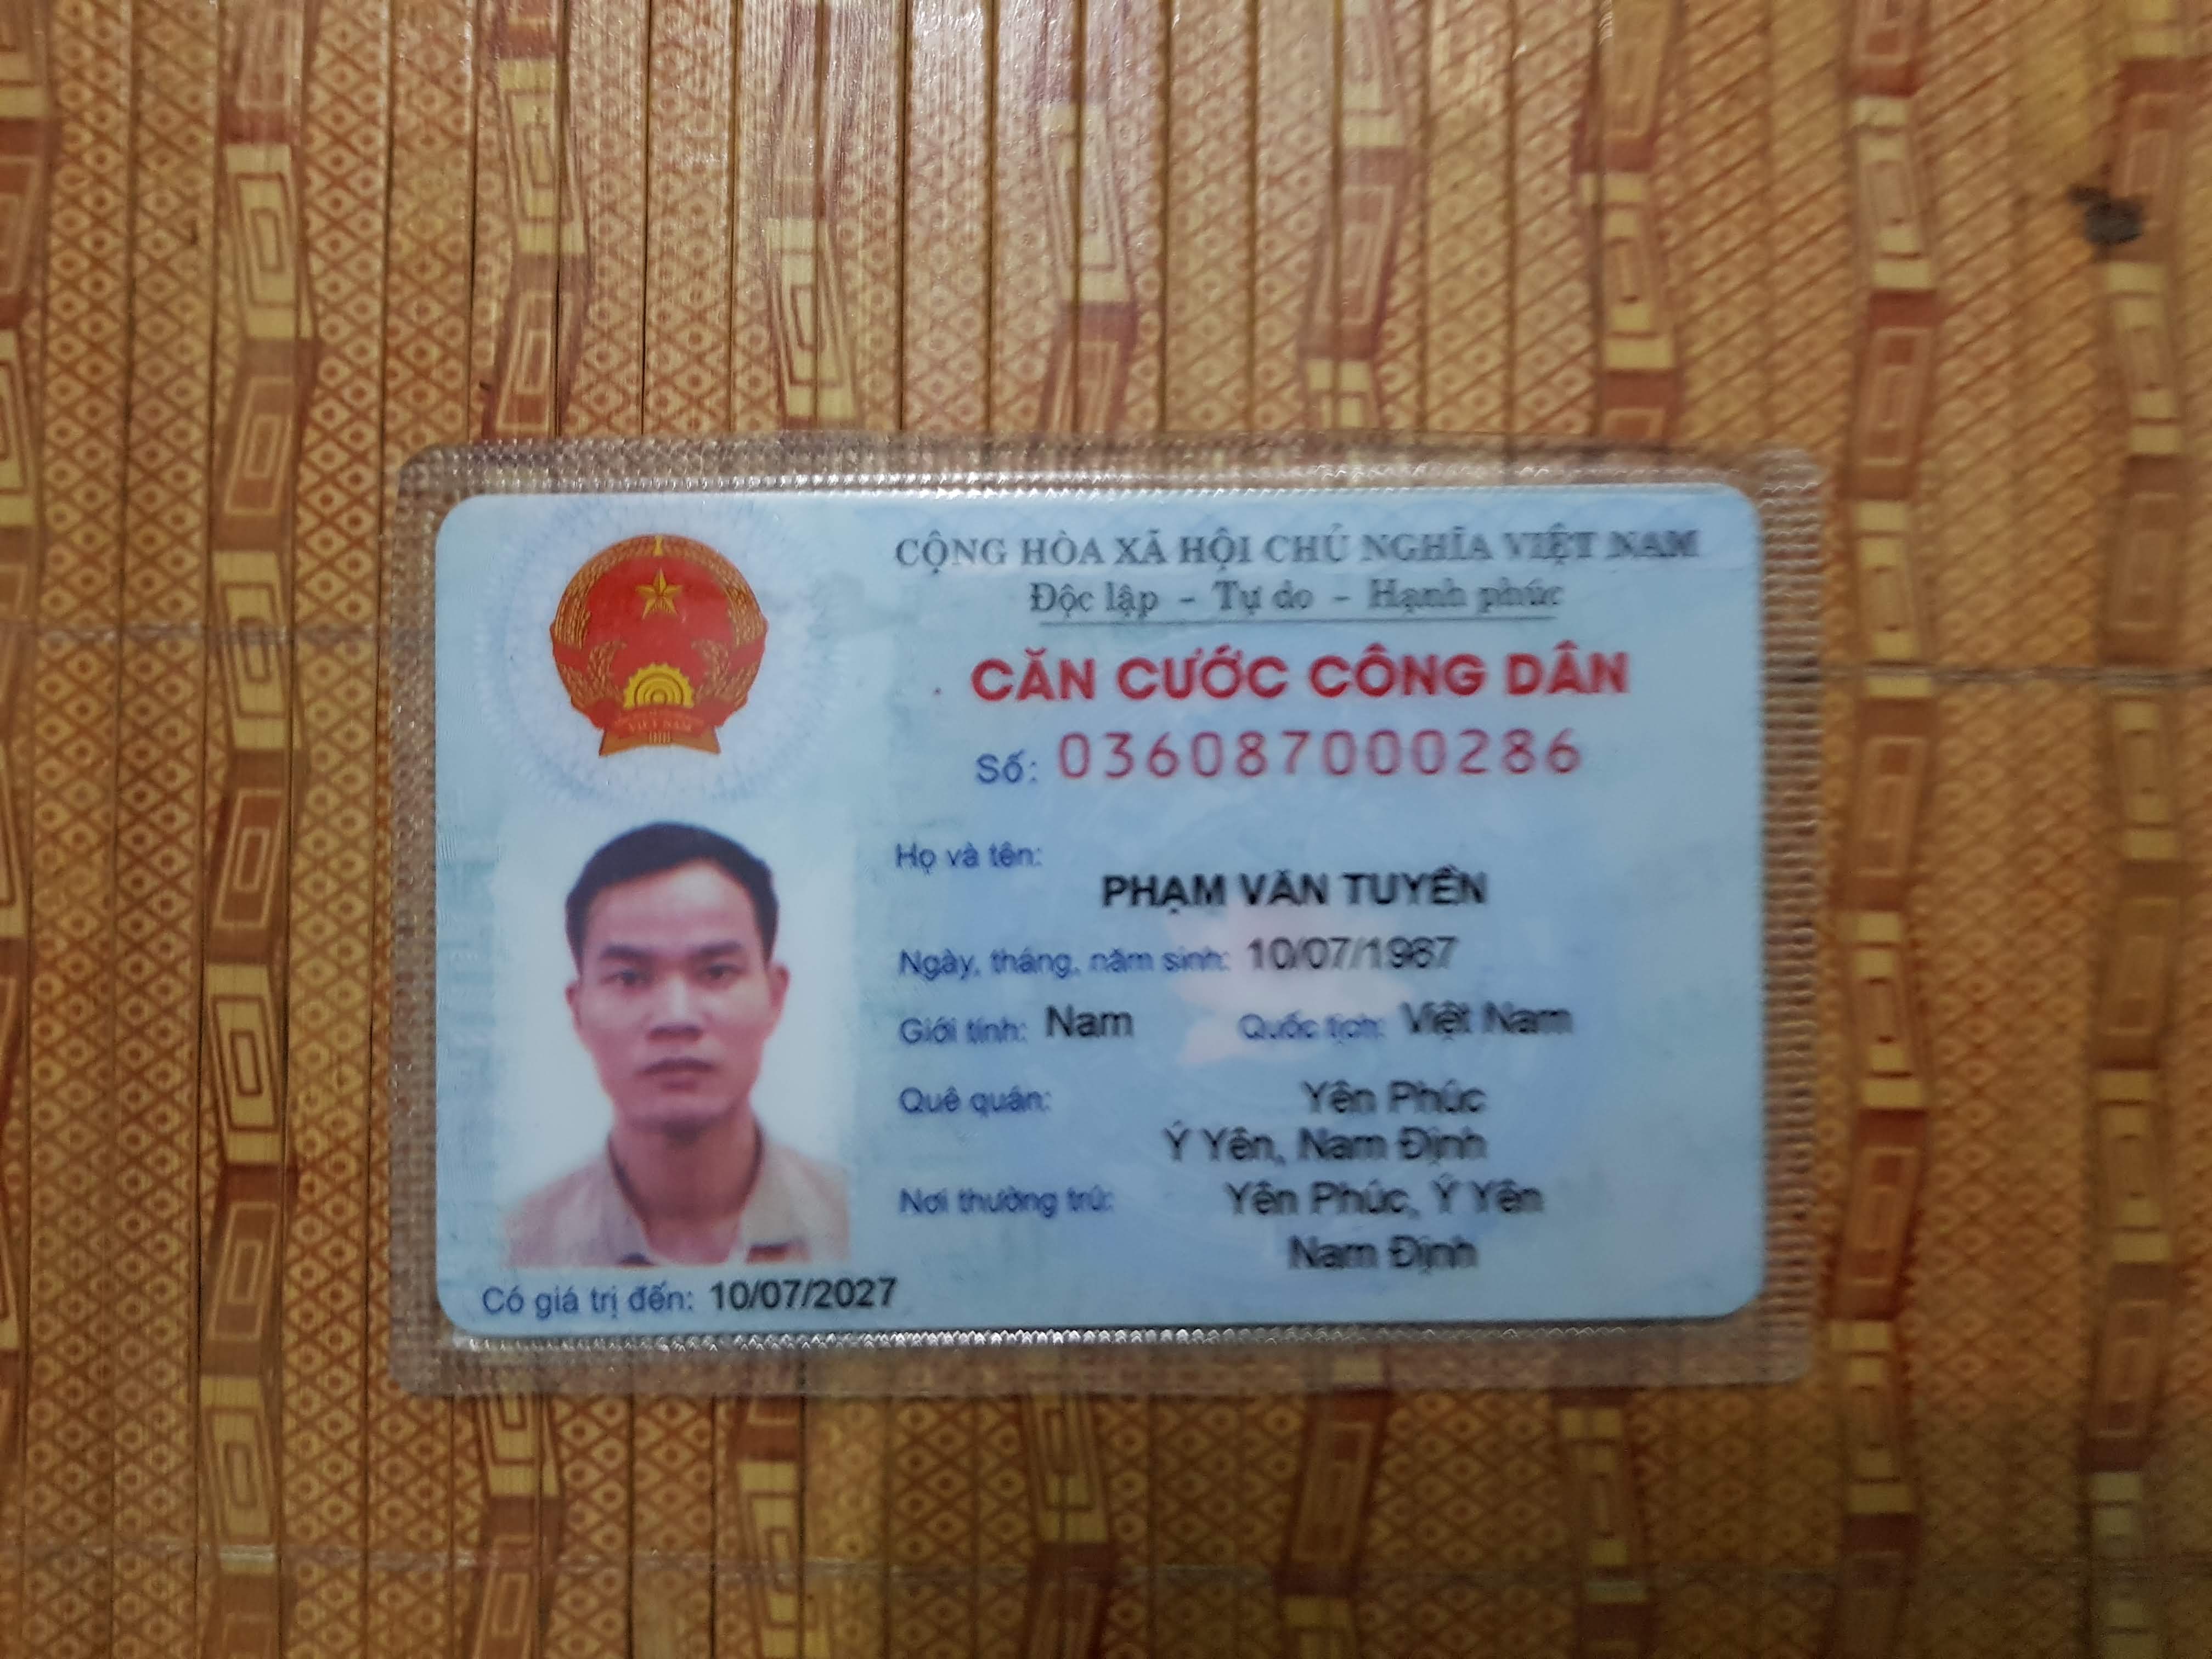 CỘNG HÒA XÃ HỘI CHỦ NGHĨA VIỆT NAM
Độc lập - Tự do - Hạnh phúc
CĂN CƯỚC CÔNG DÂN
Số: 036087000286
Họ và tên:
PHẠM VĂN TUYỀN
Ngày, tháng, năm sinh: 10/07/1987
Giới tính: Nam Quốc tịch: Việt Nam
Quê quán: Yên Phúc
Ý Yên, Nam Định
Nơi thường trú: Yên Phúc, Ý Yên
Nam Định
Có giá trị đến: 10/07/2027
VIỆT NAM